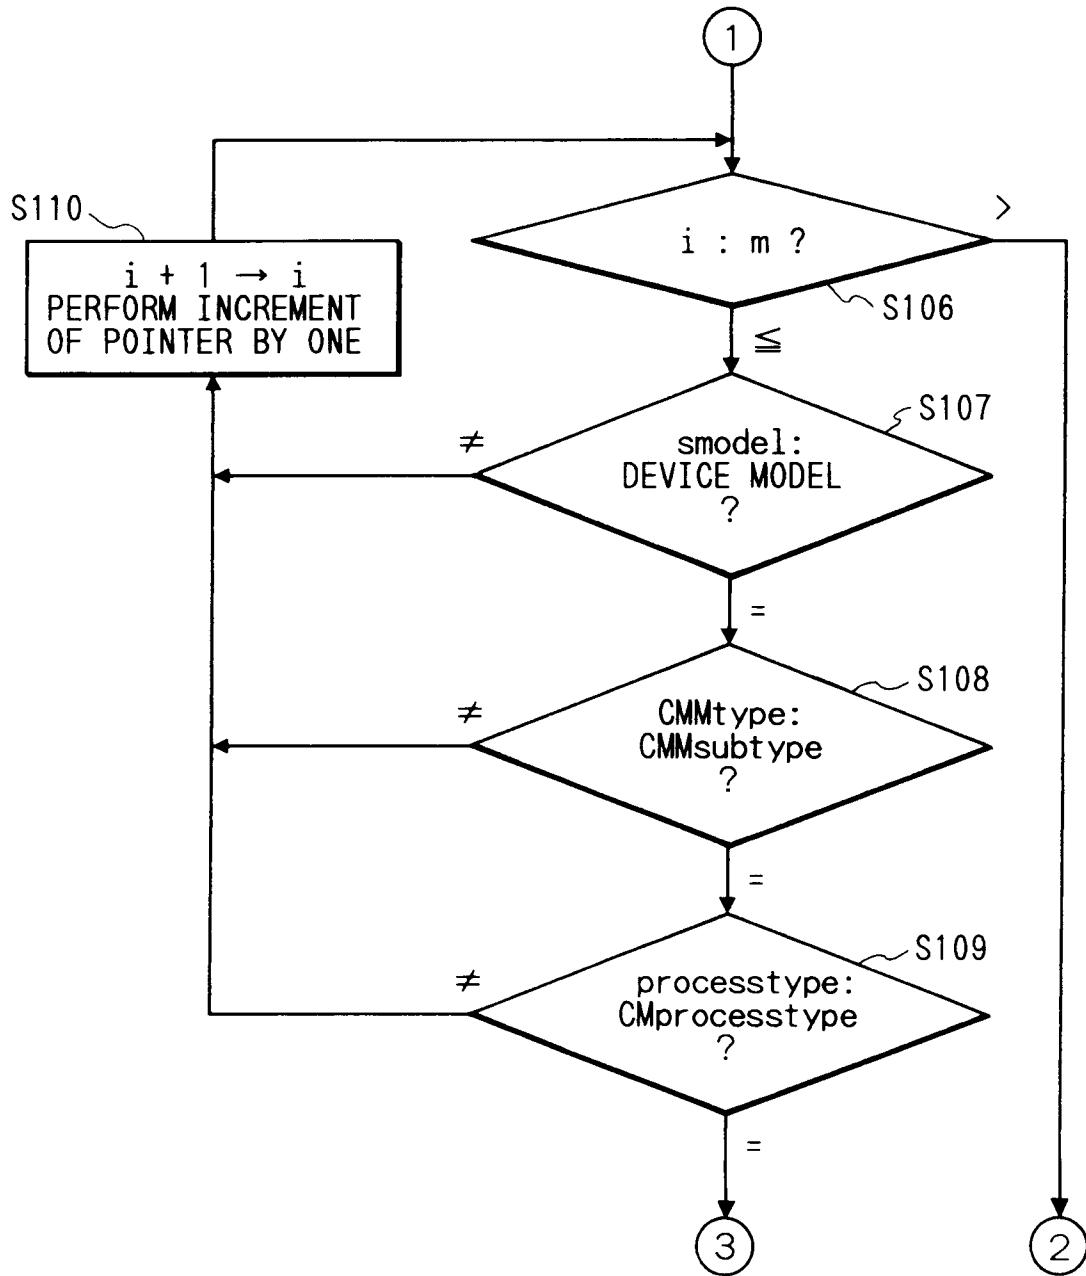 1
S110
i + 1 → i
PERFORM INCREMENT
OF POINTER BY ONE
i : m ?
>
S106
≦
S107
≠
smodel:
DEVICE MODEL
?
=
S108
≠
CMMtype:
CMMsubtype
?
=
S109
≠
processtype:
CMprocesstype
?
=
3
2